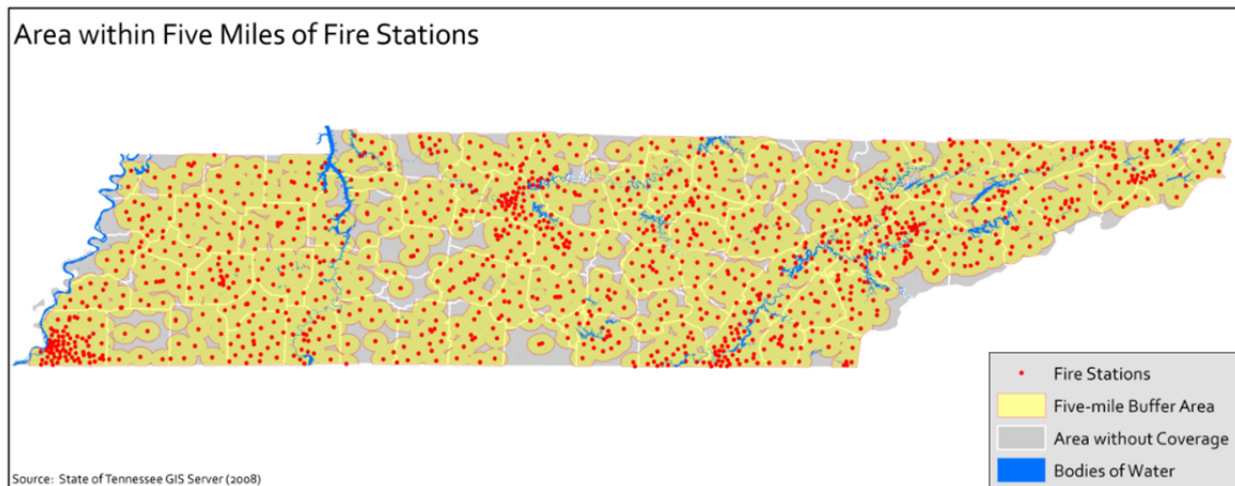 Area within Five Miles of Fire Stations
Fire Stations
Five-mile Buffer Area
Area without Coverage
Bodies of Water
Source: State of Tennessee GIS Server (2008)